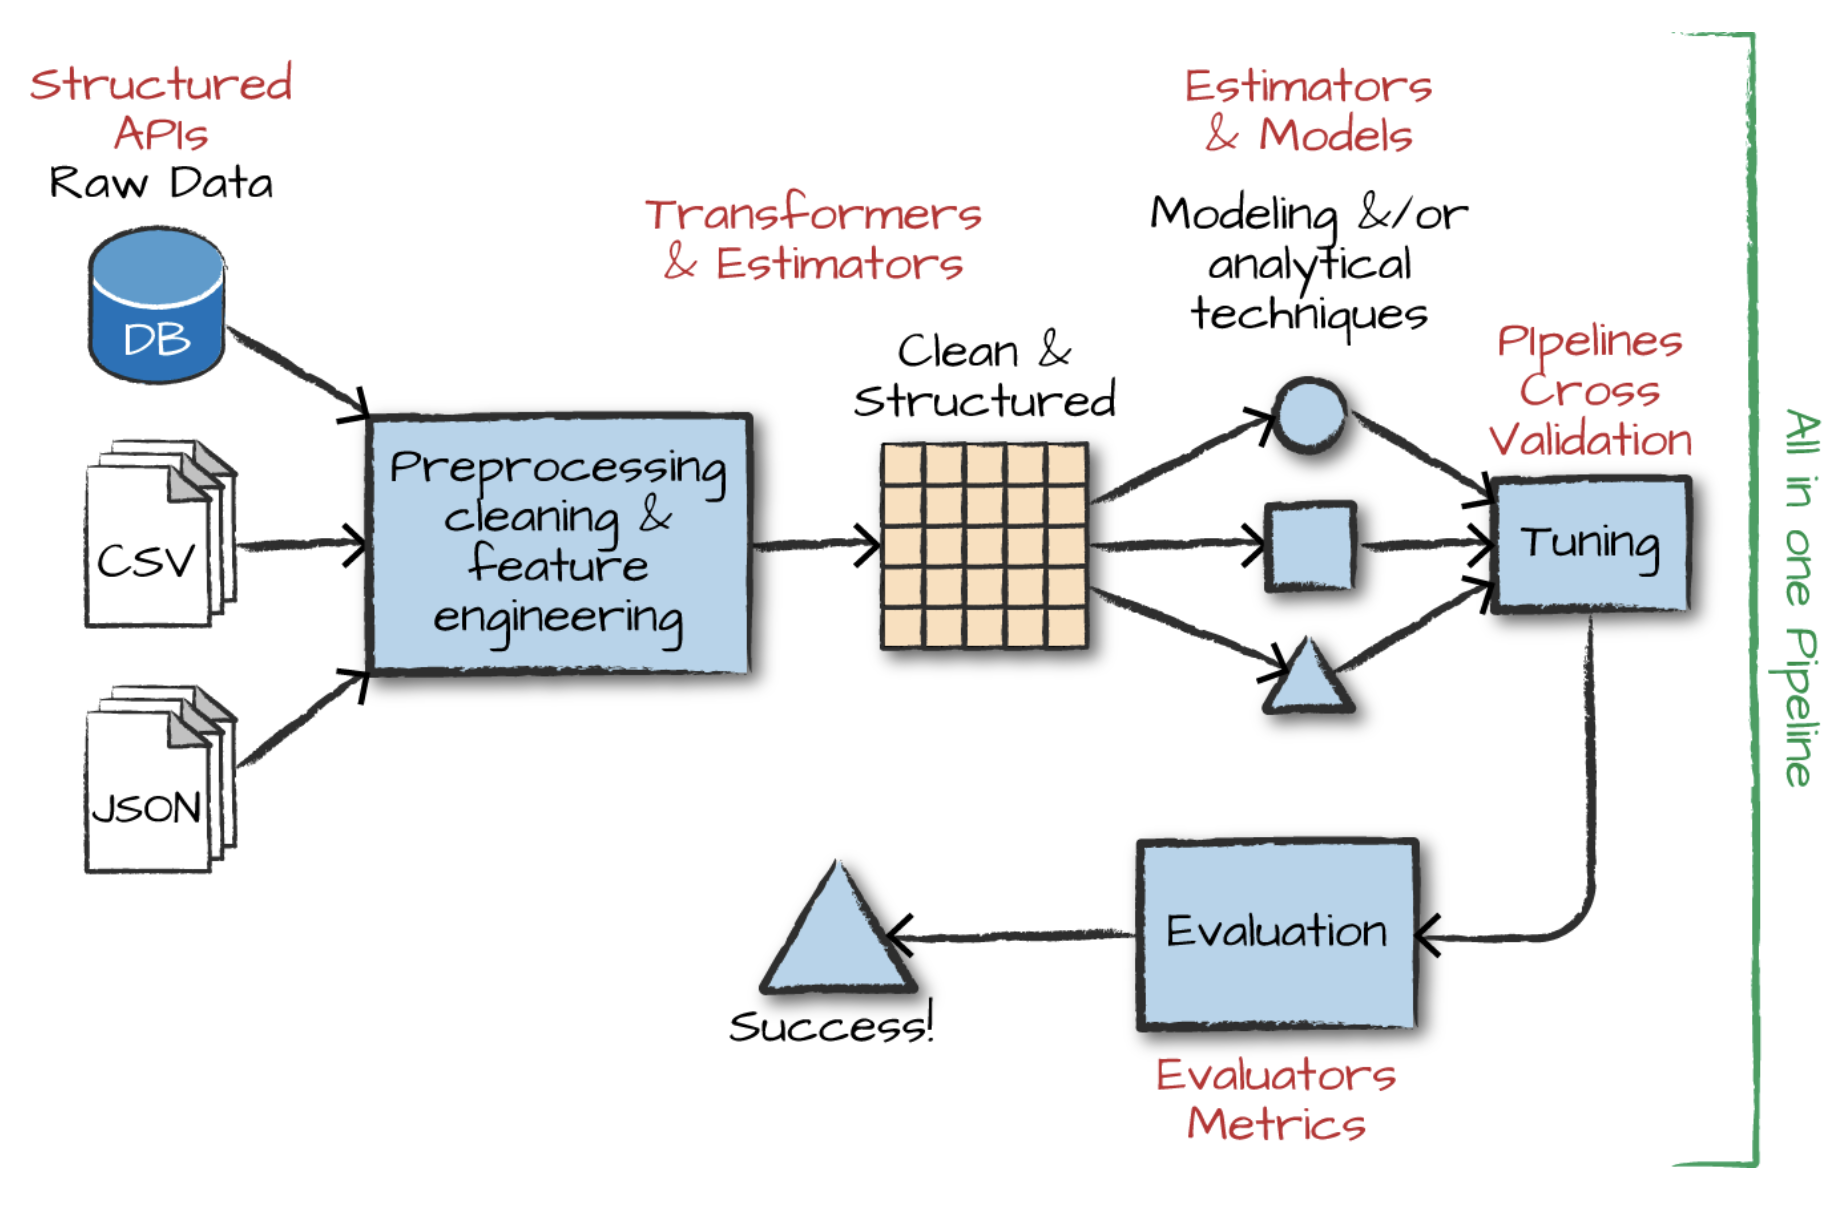 Structured
APIs
Raw Data
DB
CSV
JSON
Preprocessing
cleaning &
feature
engineering
Transformers
& Estimators
Clean &
Structured
Estimators
& Models
Modeling &/or
analytical
techniques
PIpelines
Cross
Validation
Tuning
Evaluation
Evaluators
Metrics
Success!
All in one Pipeline